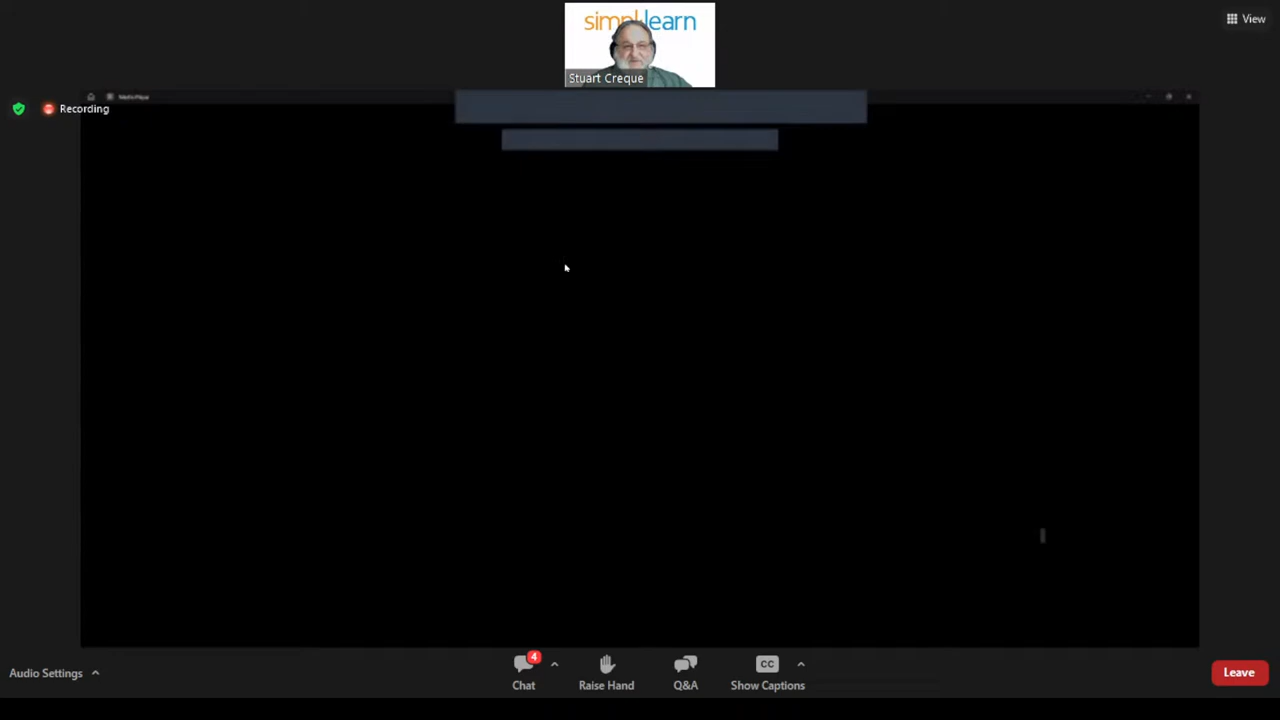 simplilearn
View
Stuart Creque
Recording
4
Chat
Raise Hand
Q&A
CC
Show Captions
Audio Settings
Leave